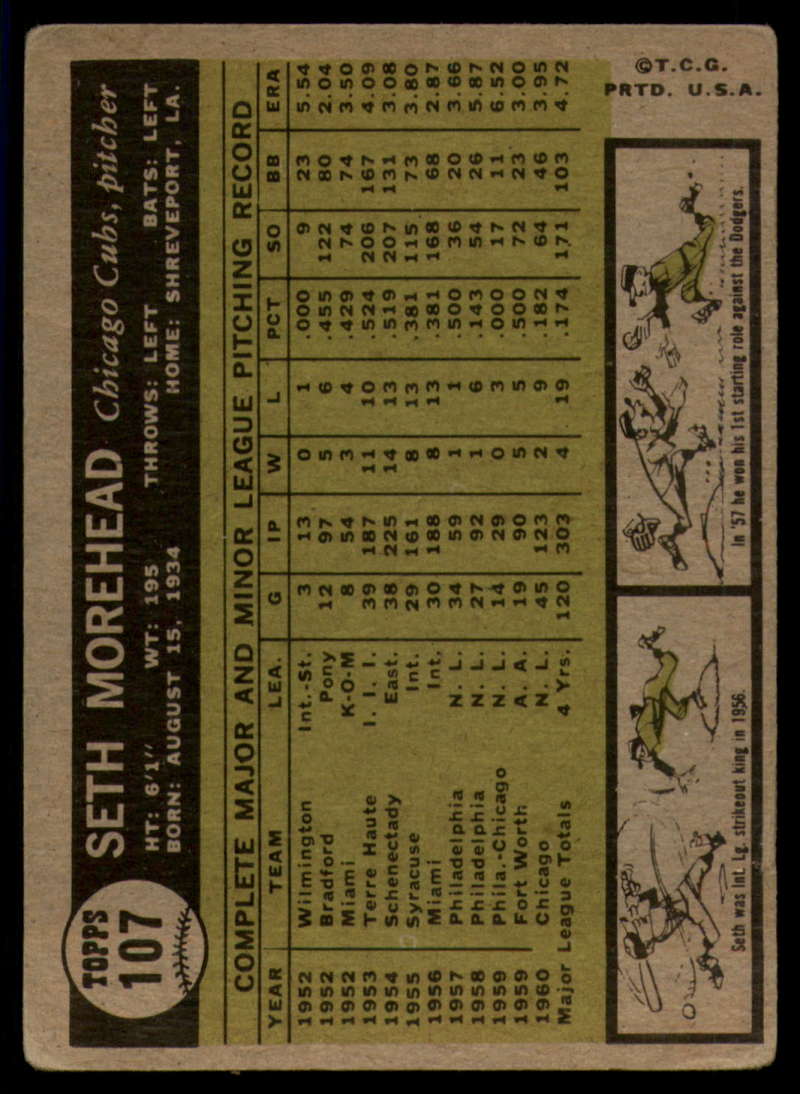 TOPPS
107
SETH MOREHEAD Chicago Cubs, pitcher
HT: 6'1" WT: 195 THROWS: LEFT BATS: LEFT
BORN: AUGUST 15, 1934 HOME: SHREVEPORT, LA.
COMPLETE MAJOR AND MINOR LEAGUE PITCHING RECORD
YEAR TEAM LEA. G IP W L PCT SO BB ERA
1952 Wilmington Int.-St. 3 13 0 1 .000 9 23 5.54
1952 Bradford Pony 12 97 5 6 .455 122 80 2.04
1952 Miami K-O-M 8 54 3 4 .429 74 74 3.50
1953 Terre Haute I. I. I. 39 187 11 10 .524 206 167 4.09
1954 Schenectady East. 38 225 14 13 .519 207 131 3.08
1955 Syracuse Int. 29 161 8 13 .381 115 73 3.80
1956 Miami Int. 30 188 8 13 .381 168 68 2.87
1957 Philadelphia N. L. 34 59 1 1 .500 36 20 3.66
1958 Philadelphia N. L. 27 92 1 6 .143 54 26 5.87
1959 Phila.-Chicago N. L. 14 29 0 3 .000 17 11 6.52
1959 Fort Worth A. A. 19 90 5 5 .500 72 23 3.00
1960 Chicago N. L. 45 123 2 9 .182 64 46 3.95
Major League Totals 4 Yrs. 120 303 4 19 .174 171 103 4.72
Seth was Int. Lg. strikeout king in 1956.
In '57 he won his 1st starting role against the Dodgers.
©T.C.G.
PRTD. U.S.A.